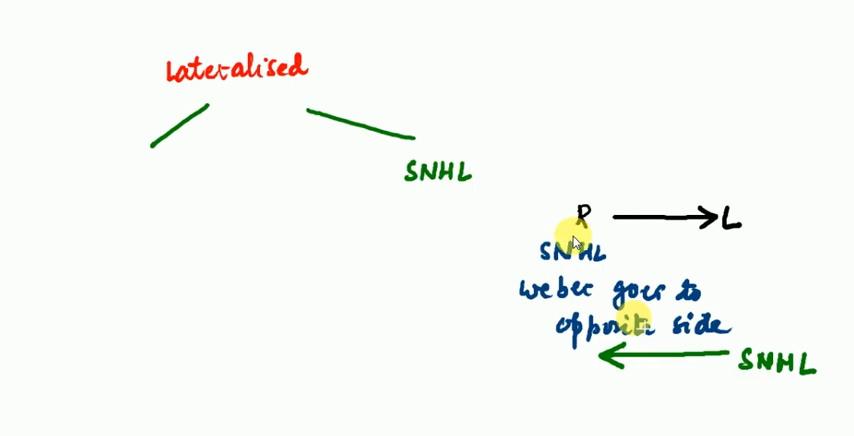 Lateralised
SNHL
R → L
SNHL
weber goes to
opposite side
← SNHL